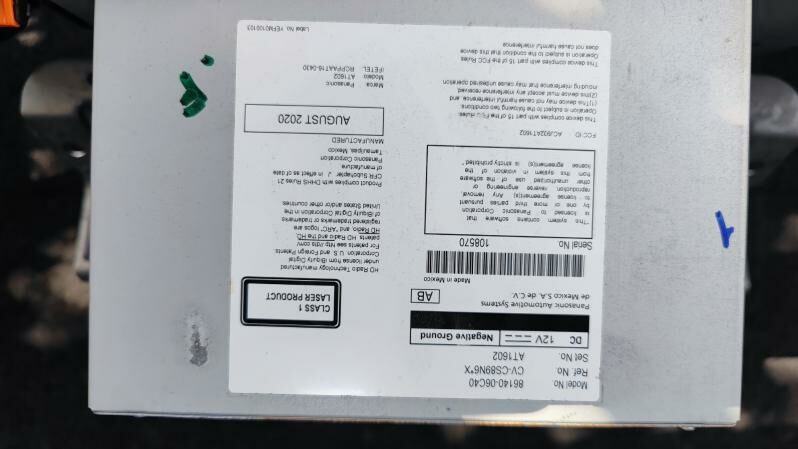 Model No. 86140-06C40
Ref. No. CV-CS89N6*X
Set No. AT1602
DC 12V Negative Ground
Panasonic Automotive Systems
de Mexico S.A. de C.V. AB
Made in Mexico
Serial No. 108570
"This system contains software that
is licensed to Panasonic Corporation
by one or more third parties pursuant
to license agreement(s). Any removal,
reproduction, reverse engineering or
other unauthorized use of the software
from this system in violation of the
license agreement(s) is strictly prohibited."
FCC ID ACJ932AT1602
This device complies with part 15 of the FCC Rules.
Operation is subject to the following two conditions:
(1)This device may not cause harmful interference, and
(2)this device must accept any interference received,
including interference that may cause undesired operation
This device complies with part 15 of the FCC Rules.
Operation is subject to the condition that this
does not cause harmful interference
CLASS 1
LASER PRODUCT
HD Radio Technology manufactured
under license from iBiquity Digital
Corporation U.S. and Foreign Patents.
For patents see http://dts.com/
patents HD Radio and the HD,
HD Radio, and "ARC" logos are
registered trademarks or trademarks
of iBiquity Digital Corporation in the
United States and/or other countries.
Product complies with DHHS Rules 21
CFR Subchapter J in effect of date
of manufacture
Panasonic Corporation
Tamaulipas, Mexico
MANUFACTURED
AUGUST 2020
Marca Panasonic
Modelo AT1602
IFETEL: RCPPAAT16-0430
Label No. YEFM0100103